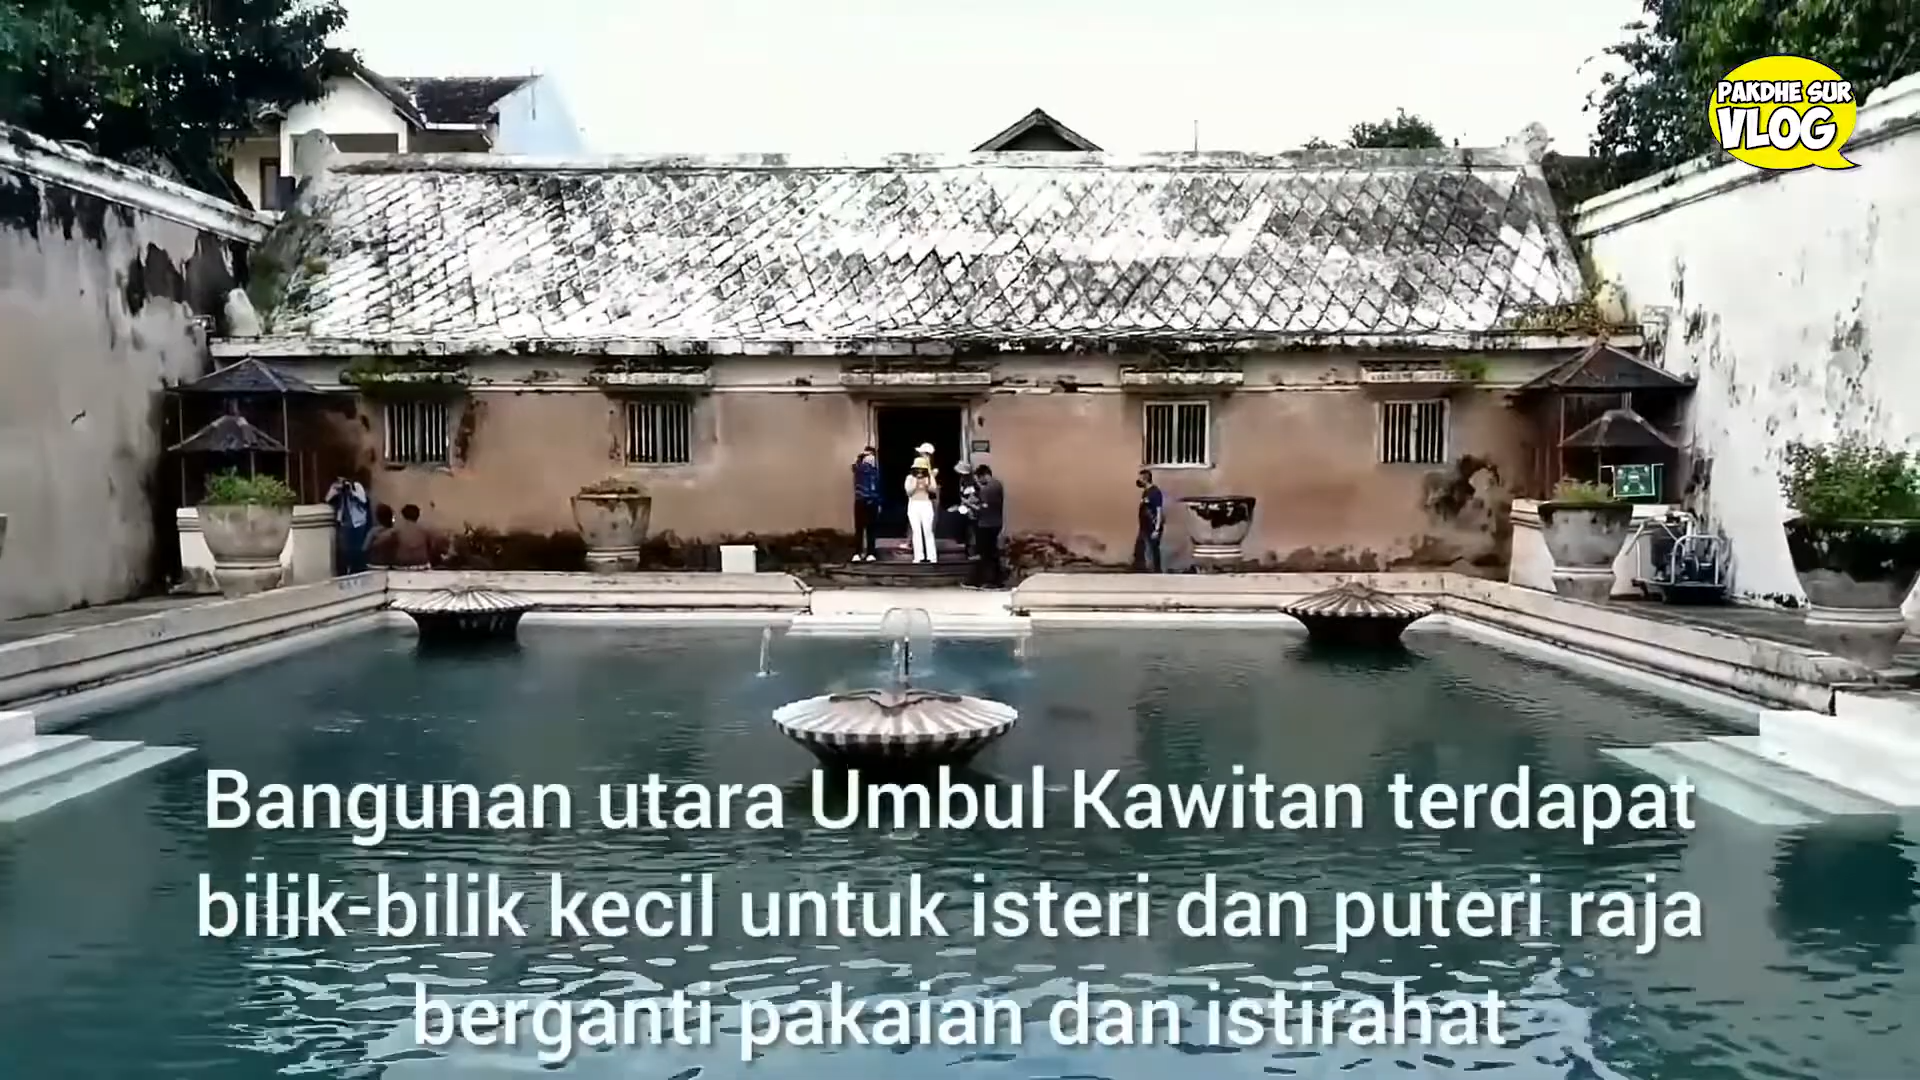 PAKDHE SUR
VLOG
Bangunan utara Umbul Kawitan terdapat
bilik-bilik kecil untuk isteri dan puteri raja
berganti pakaian dan istirahat